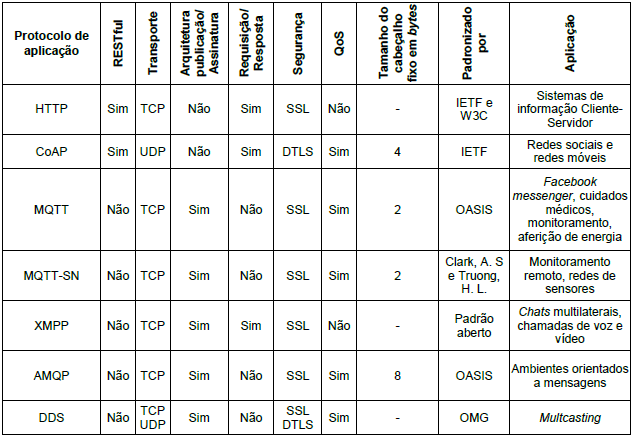 Protocolo de aplicação | RESTful | Transporte | Arquitetura publicação/ Assinatura | Requisição/ Resposta | Segurança | QoS | Tamanho do cabeçalho fixo em bytes | Padronizado por | Aplicação
HTTP | Sim | TCP | Não | Sim | SSL | Não | - | IETF e W3C | Sistemas de informação Cliente-Servidor
CoAP | Sim | UDP | Não | Sim | DTLS | Sim | 4 | IETF | Redes sociais e redes móveis
MQTT | Não | TCP | Sim | Não | SSL | Sim | 2 | OASIS | Facebook messenger, cuidados médicos, monitoramento, aferição de energia
MQTT-SN | Não | TCP | Sim | Não | SSL | Sim | 2 | Clark, A. S e Truong, H. L. | Monitoramento remoto, redes de sensores
XMPP | Não | TCP | Sim | Sim | SSL | Não | - | Padrão aberto | Chats multilaterais, chamadas de voz e vídeo
AMQP | Não | TCP | Sim | Não | SSL | Sim | 8 | OASIS | Ambientes orientados a mensagens
DDS | Não | TCP UDP | Sim | Não | SSL DTLS | Sim | - | OMG | Multcasting